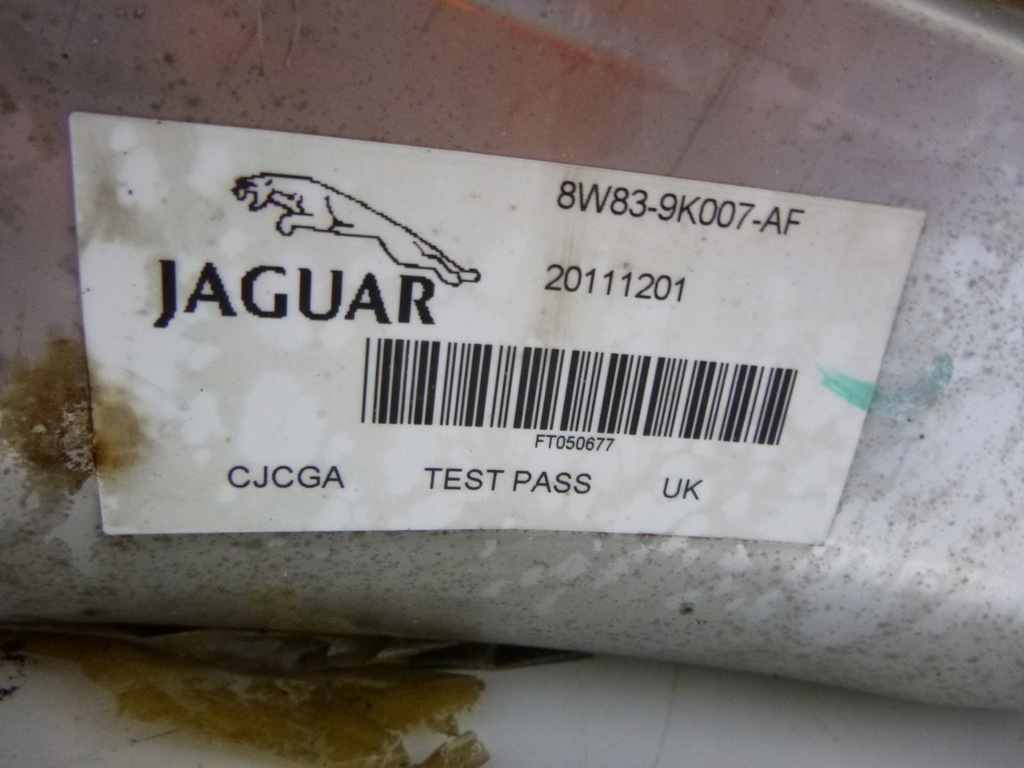 8W83-9K007-AF
JAGUAR
20111201
FT050677
CJCGA TEST PASS UK